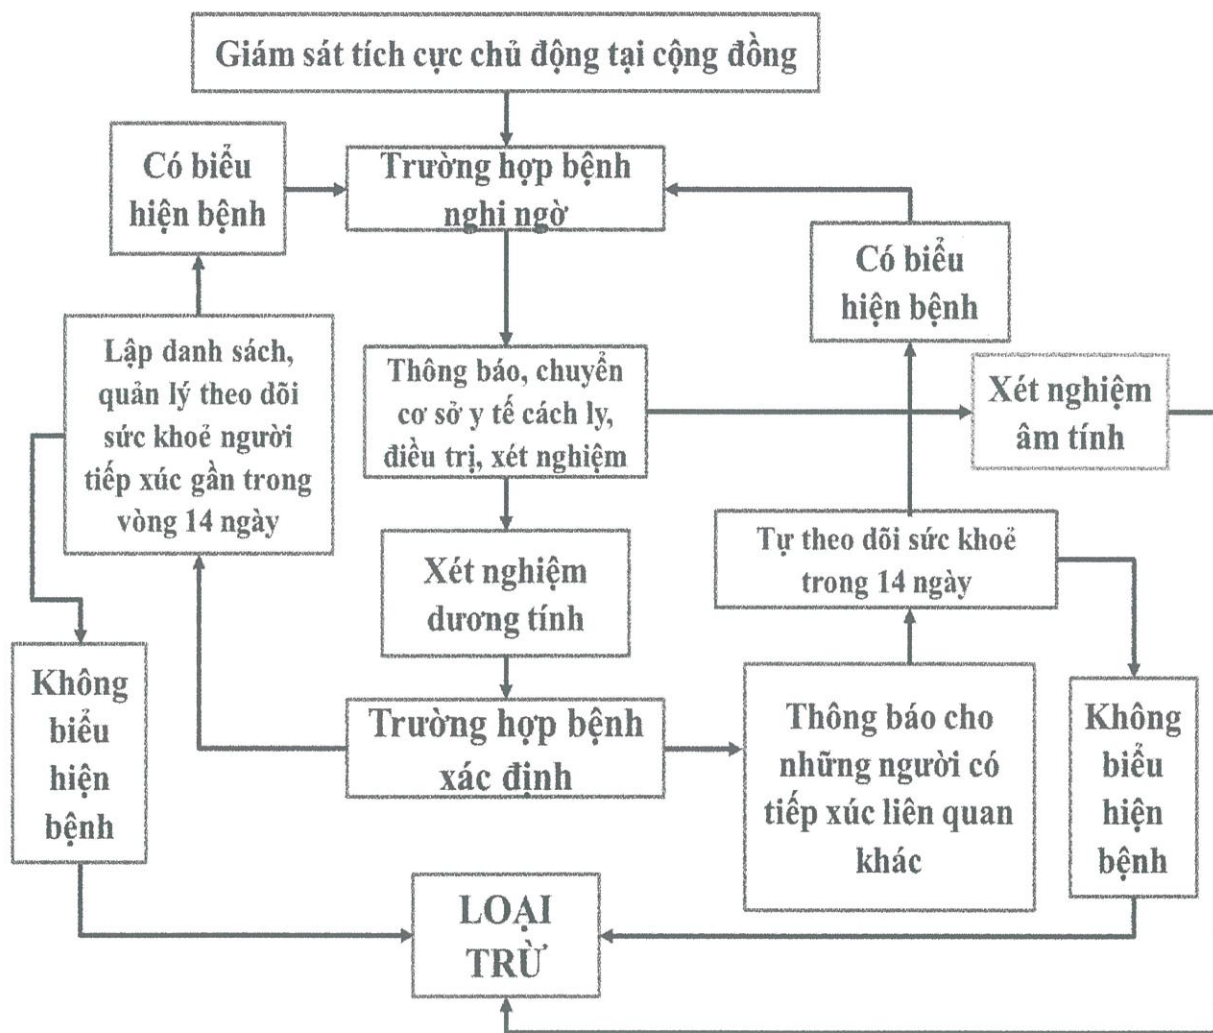 Giám sát tích cực chủ động tại cộng đồng
Có biểu
hiện bệnh
Trường hợp bệnh
nghi ngờ
Có biểu
hiện bệnh
Lập danh sách,
quản lý theo dõi
sức khoẻ người
tiếp xúc gần trong
vòng 14 ngày
Thông báo, chuyển
cơ sở y tế cách ly,
điều trị, xét nghiệm
Xét nghiệm
âm tính
Xét nghiệm
dương tính
Tự theo dõi sức khoẻ
trong 14 ngày
Không
biểu
hiện
bệnh
Trường hợp bệnh
xác định
Thông báo cho
những người có
tiếp xúc liên quan
khác
Không
biểu
hiện
bệnh
LOẠI
TRỪ